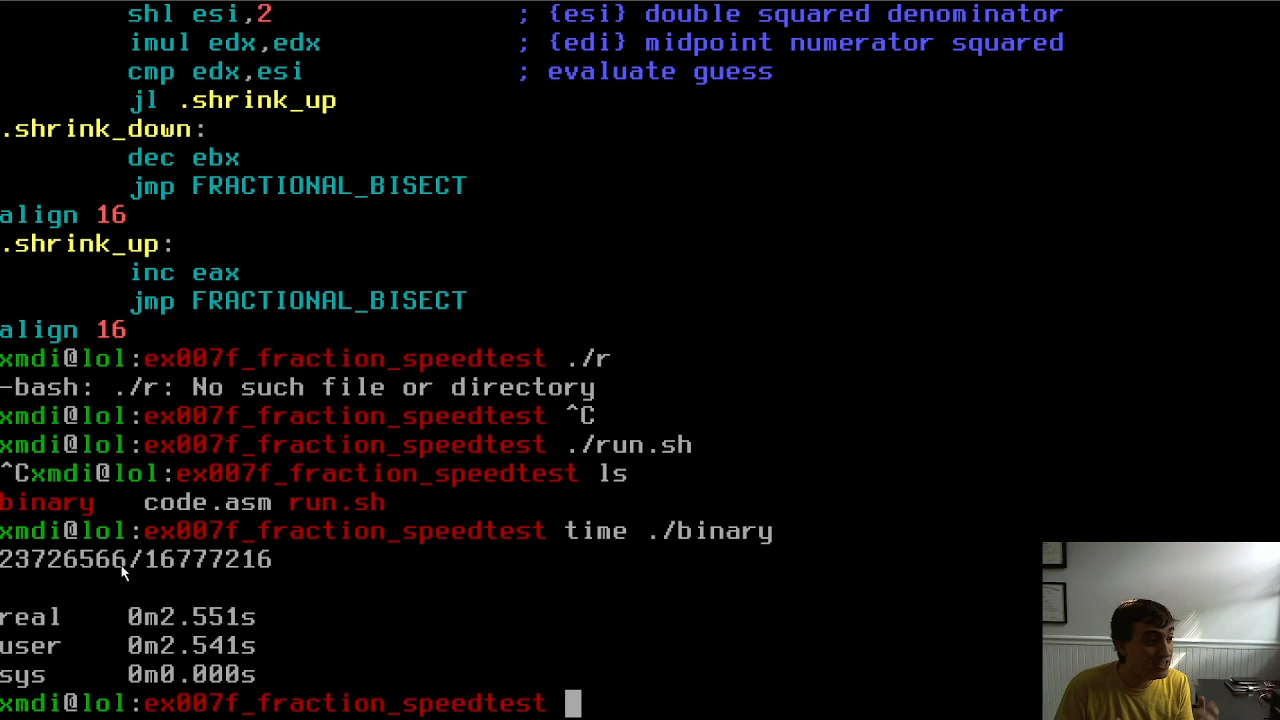 shl esi,2 ; {esi} double squared denominator
imul edx,edx ; {edi} midpoint numerator squared
cmp edx,esi ; evaluate guess
jl .shrink_up
.shrink_down:
dec ebx
jmp FRACTIONAL_BISECT
align 16
.shrink_up:
inc eax
jmp FRACTIONAL_BISECT
align 16
xmdi@lol:ex007f_fraction_speedtest ./r
-bash: ./r: No such file or directory
xmdi@lol:ex007f_fraction_speedtest ^C
xmdi@lol:ex007f_fraction_speedtest ./run.sh
^Cxmdi@lol:ex007f_fraction_speedtest ls
binary code.asm run.sh
xmdi@lol:ex007f_fraction_speedtest time ./binary
23726566/16777216
real 0m2.551s
user 0m2.541s
sys 0m0.000s
xmdi@lol:ex007f_fraction_speedtest